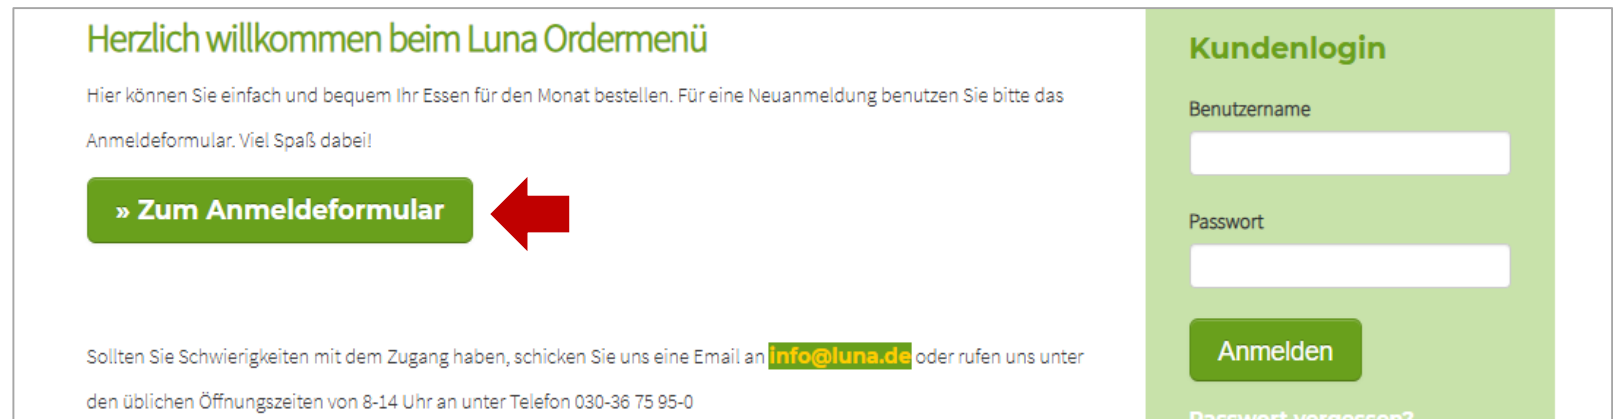 Herzlich willkommen beim Luna Ordermenü
Hier können Sie einfach und bequem Ihr Essen für den Monat bestellen. Für eine Neuanmeldung benutzen Sie bitte das
Anmeldeformular. Viel Spaß dabei!
» Zum Anmeldeformular
Sollten Sie Schwierigkeiten mit dem Zugang haben, schicken Sie uns eine Email an info@luna.de oder rufen uns unter
den üblichen Öffnungszeiten von 8-14 Uhr an unter Telefon 030-36 75 95-0
Kundenlogin
Benutzername
Passwort
Anmelden
Passwort vergessen?